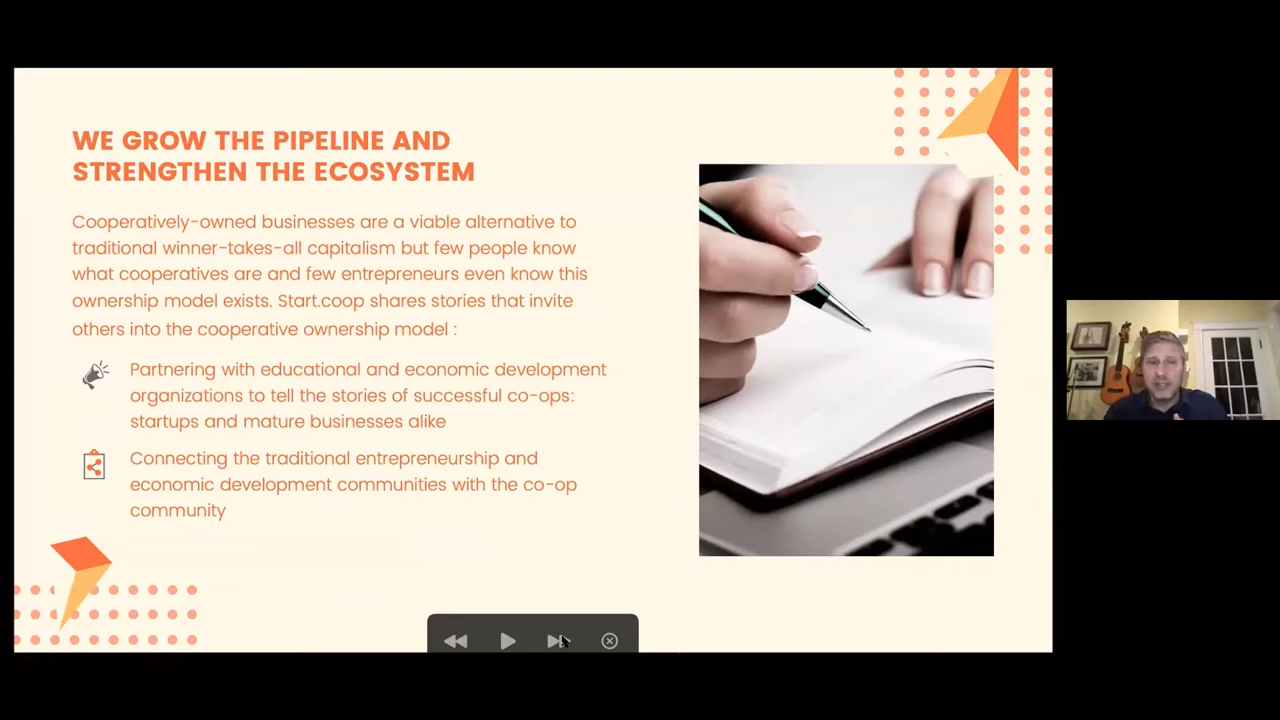 WE GROW THE PIPELINE AND
STRENGTHEN THE ECOSYSTEM
Cooperatively-owned businesses are a viable alternative to
traditional winner-takes-all capitalism but few people know
what cooperatives are and few entrepreneurs even know this
ownership model exists. Start.coop shares stories that invite
others into the cooperative ownership model :
Partnering with educational and economic development
organizations to tell the stories of successful co-ops:
startups and mature businesses alike
Connecting the traditional entrepreneurship and
economic development communities with the co-op
community